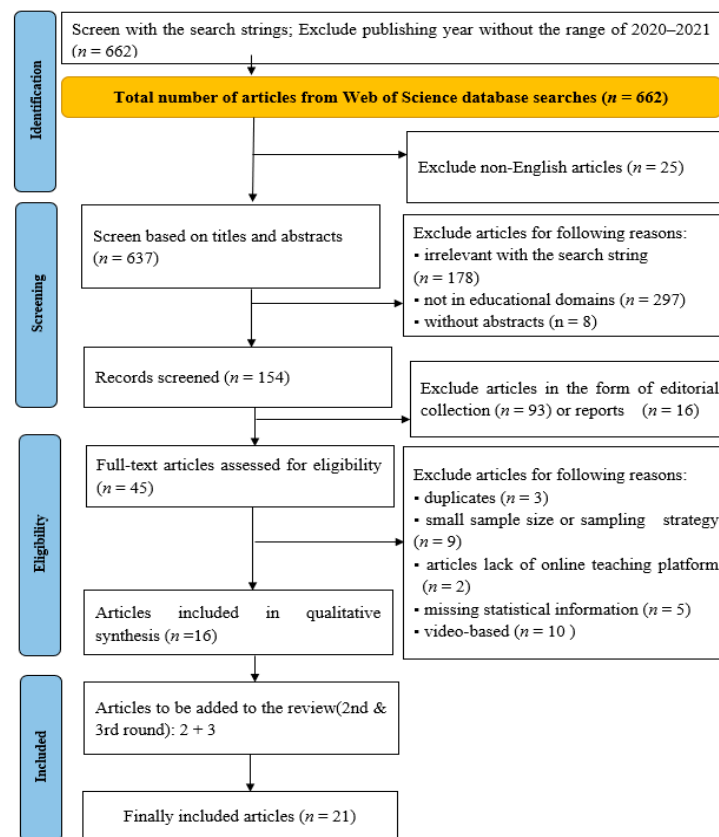 Identification
Screen with the search strings; Exclude publishing year without the range of 2020–2021
(n = 662)
Total number of articles from Web of Science database searches (n = 662)
Exclude non-English articles (n = 25)
Screening
Screen based on titles and abstracts
(n = 637)
Exclude articles for following reasons:
▪ irrelevant with the search string
(n = 178)
▪ not in educational domains (n = 297)
▪ without abstracts (n = 8)
Records screened (n = 154)
Exclude articles in the form of editorial
collection (n = 93) or reports (n = 16)
Eligibility
Full-text articles assessed for eligibility
(n = 45)
Exclude articles for following reasons:
▪ duplicates (n = 3)
▪ small sample size or sampling strategy
(n = 9)
▪ articles lack of online teaching platform
(n = 2)
▪ missing statistical information (n = 5)
▪ video-based (n = 10 )
Articles included in qualitative
synthesis (n =16)
Included
Articles to be added to the review(2nd &
3rd round): 2 + 3
Finally included articles (n = 21)